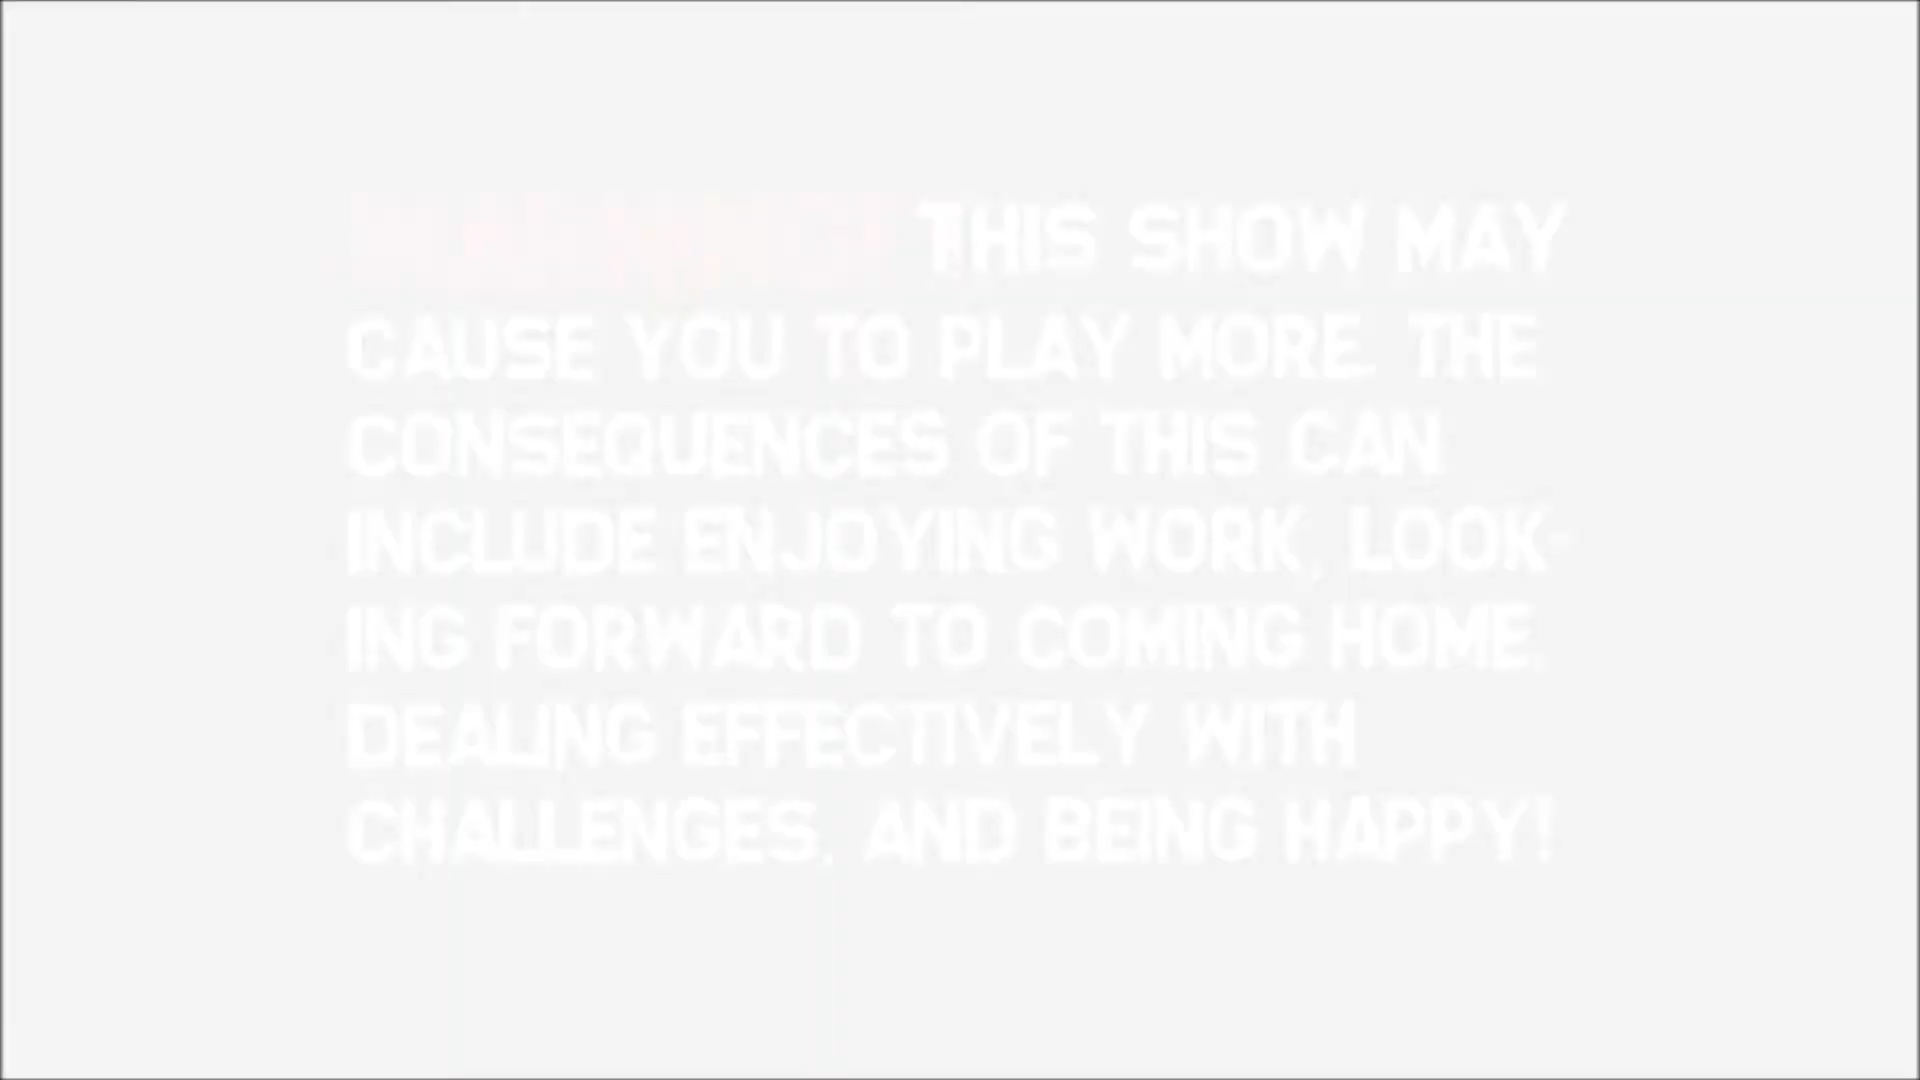 THIS SHOW MAY
CAUSE YOU TO PLAY MORE. THE
CONSEQUENCES OF THIS CAN
INCLUDE ENJOYING WORK, LOOK-
ING FORWARD TO COMING HOME,
DEALING EFFECTIVELY WITH
CHALLENGES, AND BEING HAPPY!